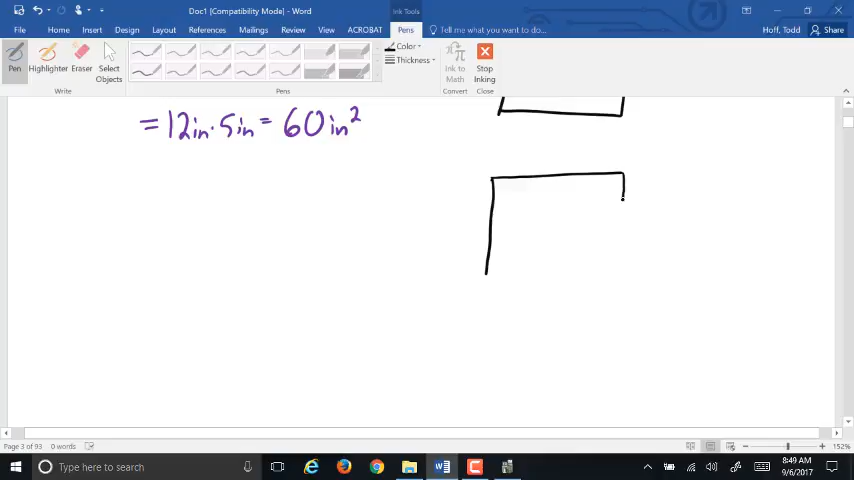 Doc1 [Compatibility Mode] - Word
Ink Tools
Hoff, Todd
Share
File
Home
Insert
Design
Layout
References
Mailings
Review
View
ACROBAT
Pens
Tell me what you want to do...
Pen
Highlighter
Eraser
Select Objects
Color
Thickness
Ink to Math
Stop Inking
Write
Pens
Convert
Close
= 12in · 5in = 60in²
Page 3 of 93
0 words
152%
Type here to search
8:49 AM
9/6/2017